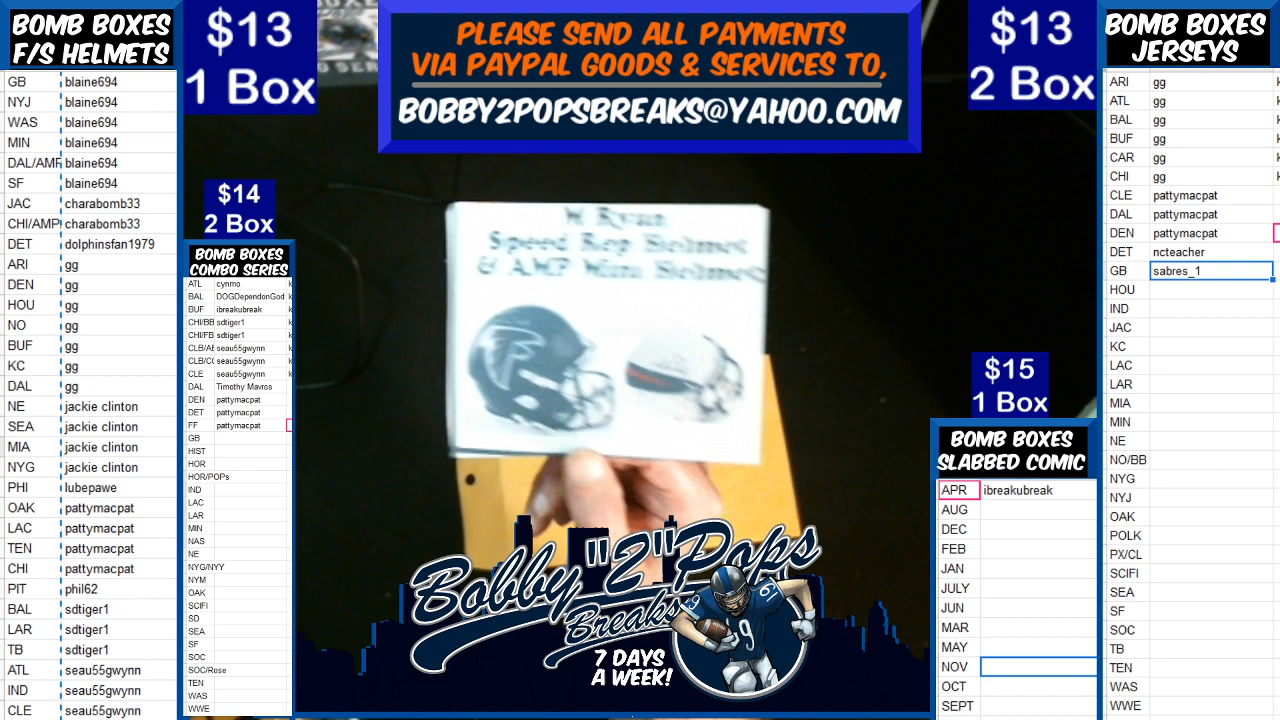 BOMB BOXES
F/S HELMETS
GB blaine694
NYJ blaine694
WAS blaine694
MIN blaine694
DAL/AMP blaine694
SF blaine694
JAC charabomb33
CHI/AMP charabomb33
DET dolphinsfan1979
ARI gg
DEN gg
HOU gg
NO gg
BUF gg
KC gg
DAL gg
NE jackie clinton
SEA jackie clinton
MIA jackie clinton
NYG jackie clinton
PHI lubepawe
OAK pattymacpat
LAC pattymacpat
TEN pattymacpat
CHI pattymacpat
PIT phil62
BAL sdtiger1
LAR sdtiger1
TB sdtiger1
ATL seau55gwynn
IND seau55gwynn
CLE seau55gwynn
$13
1 Box
$14
2 Box
BOMB BOXES
COMBO SERIES
ATL cynmo
BAL DOGDependonGod
BUF ibreakubreak
CHI/BB sdtiger1
CHI/FB sdtiger1
CLB/AB seau55gwynn
CLB/CC seau55gwynn
CLE seau55gwynn
DAL Timothy Mavros
DEN pattymacpat
DET pattymacpat
FF pattymacpat
GB
HIST
HOR
HOR/POPs
IND
LAC
LAR
MIN
NAS
NE
NYG/NYY
NYM
OAK
SCIFI
SD
SEA
SF
SOC
SOC/Rose
TEN
WAS
WWE
PLEASE SEND ALL PAYMENTS
VIA PAYPAL GOODS & SERVICES TO,
BOBBY2POPSBREAKS@YAHOO.COM
Ryan
Speed Rep Helmet
& AMP Mini Helmet
Bobby "2" Pops
Breaks
7 DAYS
A WEEK!
$13
2 Box
$15
1 Box
BOMB BOXES
SLABBED COMIC
APR ibreakubreak
AUG
DEC
FEB
JAN
JULY
JUN
MAR
MAY
NOV
OCT
SEPT
BOMB BOXES
JERSEYS
ARI gg
ATL gg
BAL gg
BUF gg
CAR gg
CHI gg
CLE pattymacpat
DAL pattymacpat
DEN pattymacpat
DET ncteacher
GB sabres_1
HOU
IND
JAC
KC
LAC
LAR
MIA
MIN
NE
NO/BB
NYG
NYJ
OAK
POLK
PX/CL
SCIFI
SEA
SF
SOC
TB
TEN
WAS
WWE